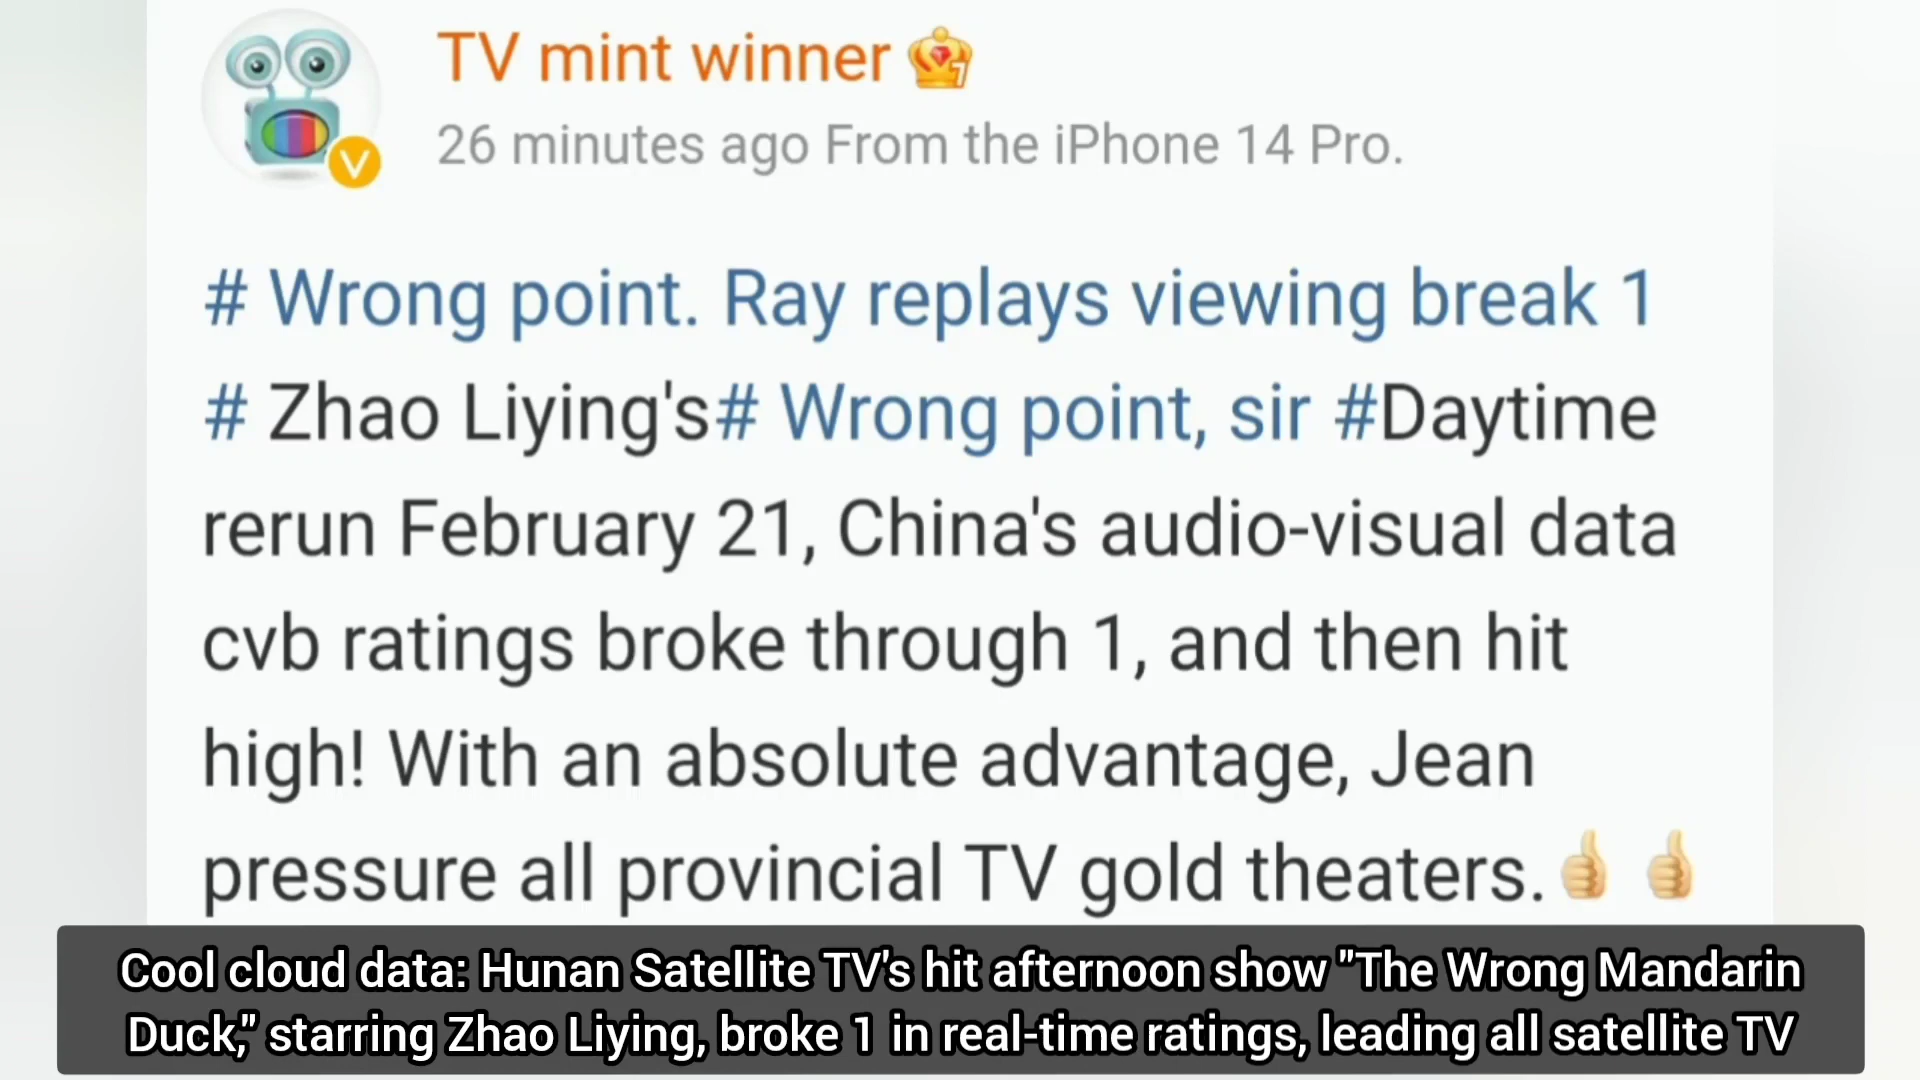 TV mint winner
7
26 minutes ago From the iPhone 14 Pro.
V
# Wrong point. Ray replays viewing break 1
# Zhao Liying's# Wrong point, sir #Daytime
rerun February 21, China's audio-visual data
cvb ratings broke through 1, and then hit
high! With an absolute advantage, Jean
pressure all provincial TV gold theaters.
Cool cloud data: Hunan Satellite TV's hit afternoon show "The Wrong Mandarin
Duck," starring Zhao Liying, broke 1 in real-time ratings, leading all satellite TV